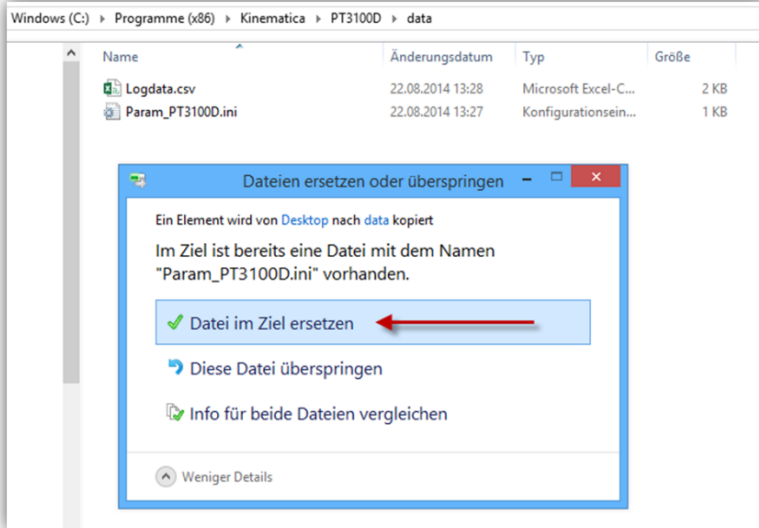 Windows (C:) ▸ Programme (x86) ▸ Kinematica ▸ PT3100D ▸ data
Name Änderungsdatum Typ Größe
Logdata.csv 22.08.2014 13:28 Microsoft Excel-C... 2 KB
Param_PT3100D.ini 22.08.2014 13:27 Konfigurationsein... 1 KB
Dateien ersetzen oder überspringen
Ein Element wird von Desktop nach data kopiert
Im Ziel ist bereits eine Datei mit dem Namen
"Param_PT3100D.ini" vorhanden.
Datei im Ziel ersetzen
Diese Datei überspringen
Info für beide Dateien vergleichen
Weniger Details